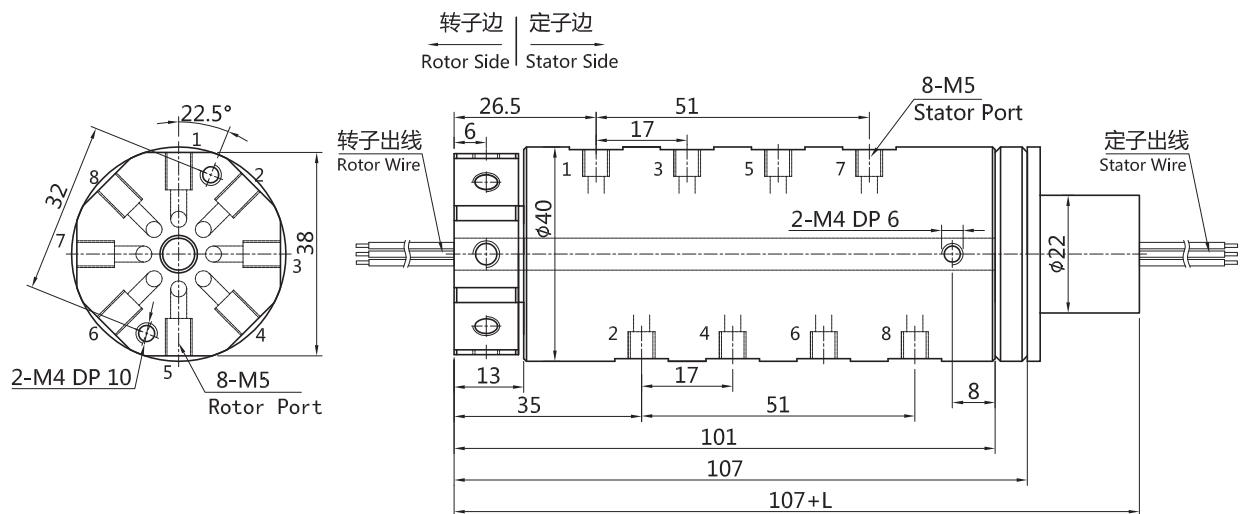 转子边 定子边
Rotor Side Stator Side
8-M5
Stator Port
26.5 51
6 17
22.5°
转子出线
Rotor Wire
定子出线
Stator Wire
1 3 5 7
1
2
3
4
5
6
7
8
32
38
ϕ40
2-M4 DP 6
ϕ22
2 4 6 8
2-M4 DP 10
8-M5
Rotor Port
13 17
35 51 8
101
107
107+L